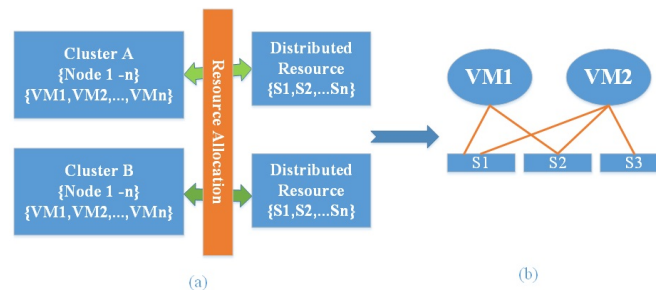 Cluster A
{Node 1 -n}
{VM1,VM2,...,VMn}
Resource Allocation
Distributed
Resource
{S1,S2,...Sn}
Cluster B
{Node 1 -n}
{VM1,VM2,...,VMn}
Distributed
Resource
{S1,S2,...Sn}
(a)
VM1
VM2
S1
S2
S3
(b)